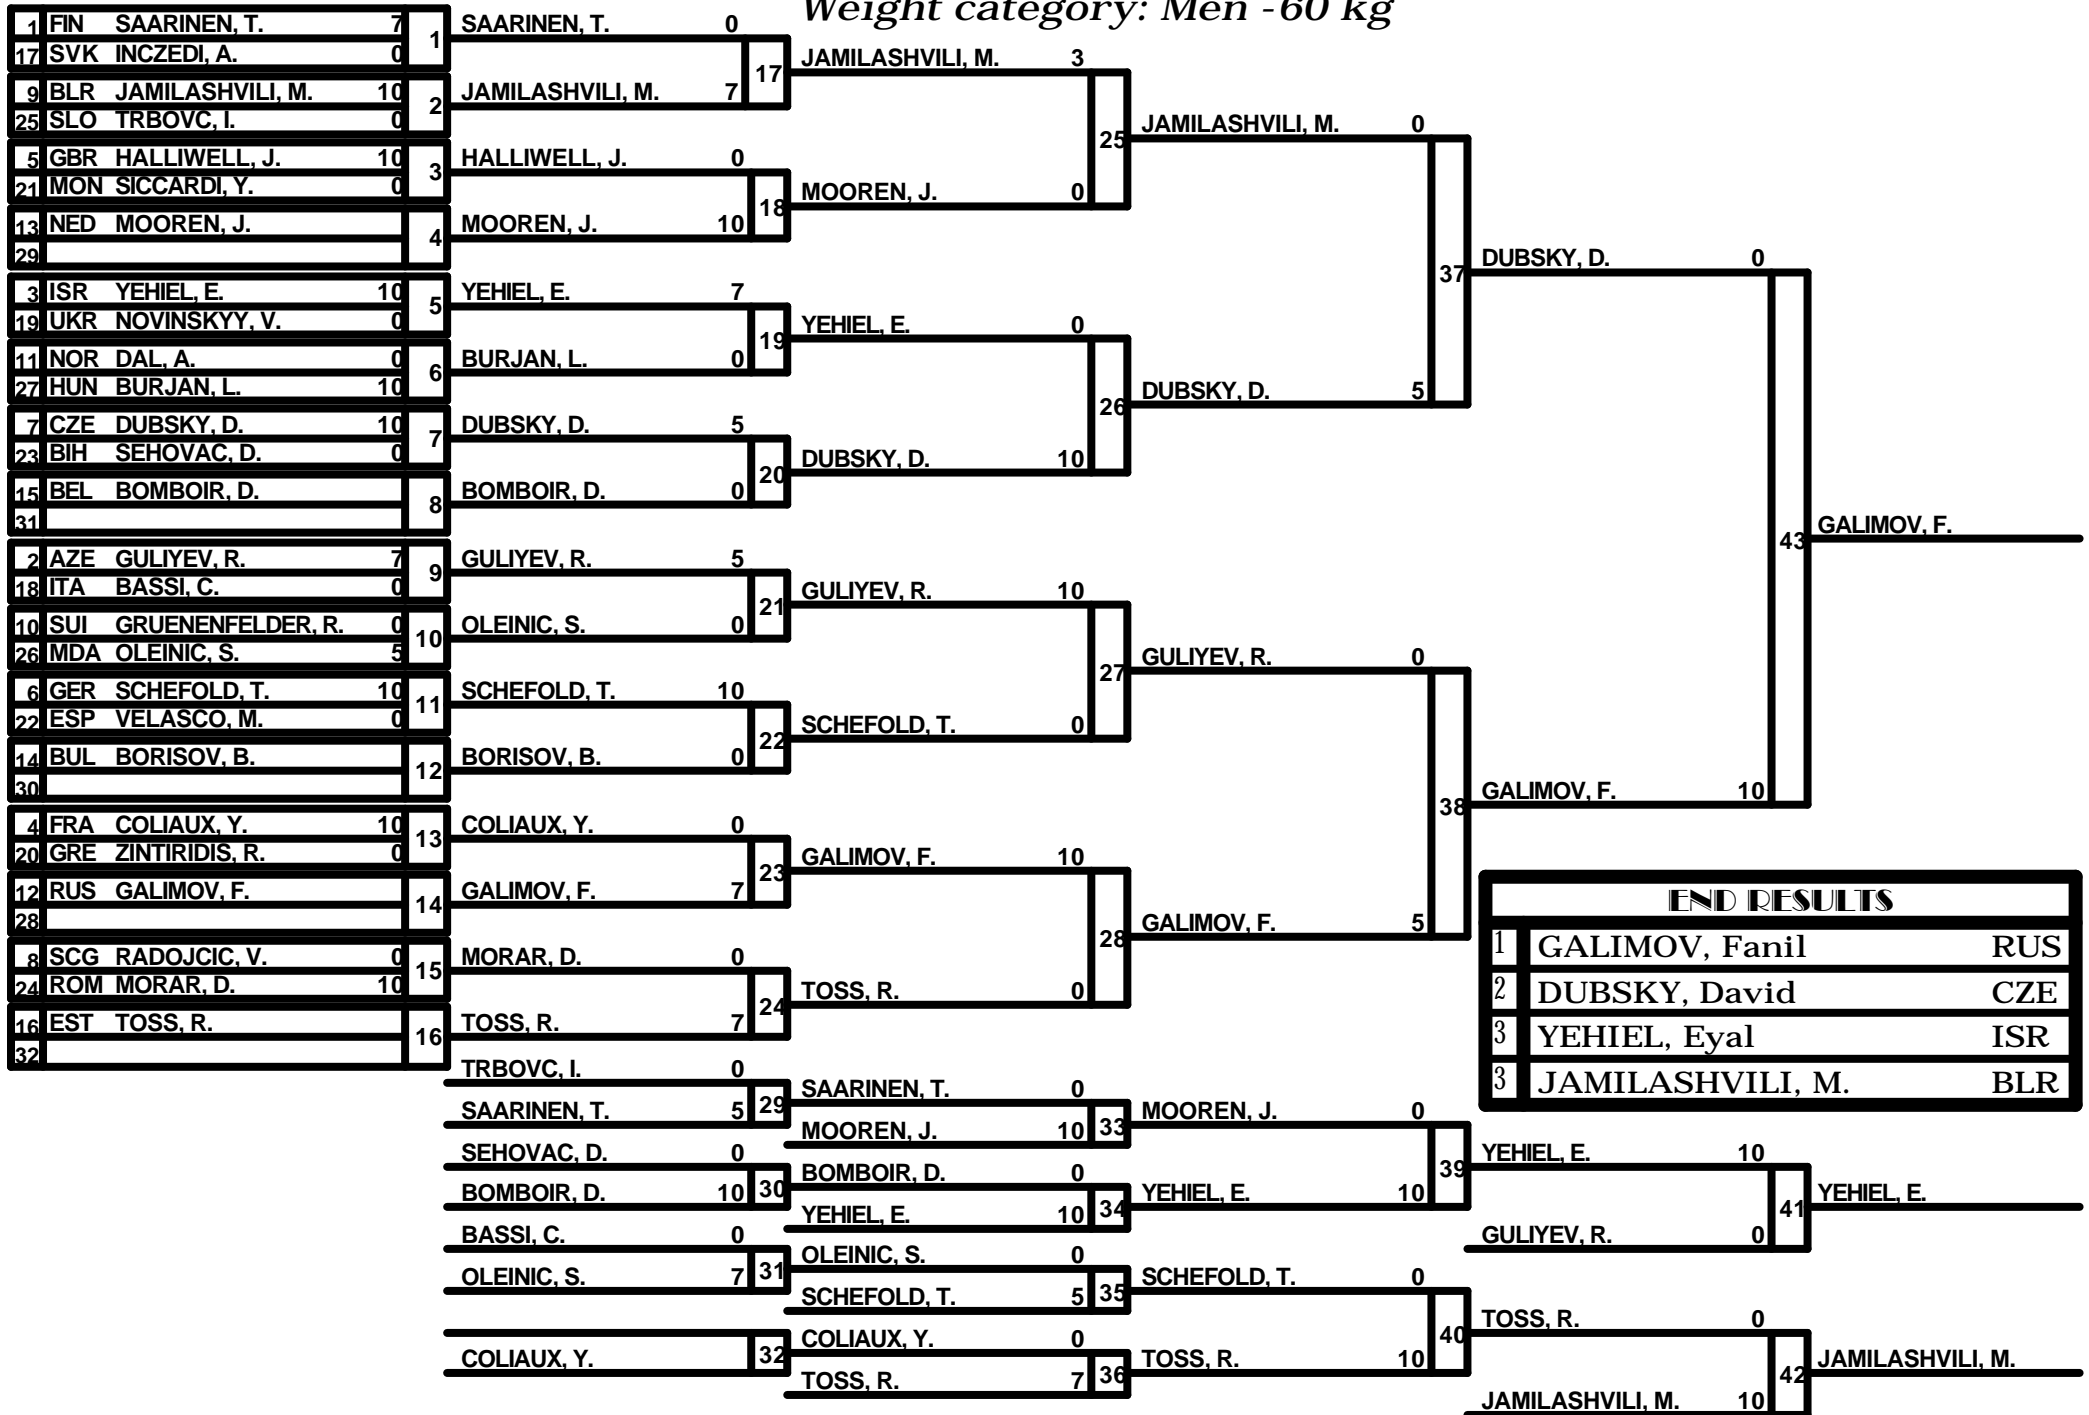 Weight category: Men -60 kg
1 FIN SAARINEN, T. 7
17 SVK INCZEDI, A. 0
1
9 BLR JAMILASHVILI, M. 10
25 SLO TRBOVC, I. 0
2
5 GBR HALLIWELL, J. 10
21 MON SICCARDI, Y. 0
3
13 NED MOOREN, J.
29
4
3 ISR YEHIEL, E. 10
19 UKR NOVINSKYY, V. 0
5
11 NOR DAL, A. 0
27 HUN BURJAN, L. 10
6
7 CZE DUBSKY, D. 10
23 BIH SEHOVAC, D. 0
7
15 BEL BOMBOIR, D.
31
8
2 AZE GULIYEV, R. 7
18 ITA BASSI, C. 0
9
10 SUI GRUENENFELDER, R. 0
26 MDA OLEINIC, S. 5
10
6 GER SCHEFOLD, T. 10
22 ESP VELASCO, M. 0
11
14 BUL BORISOV, B.
30
12
4 FRA COLIAUX, Y. 10
20 GRE ZINTIRIDIS, R. 0
13
12 RUS GALIMOV, F.
28
14
8 SCG RADOJCIC, V. 0
24 ROM MORAR, D. 10
15
16 EST TOSS, R.
32
16
SAARINEN, T. 0
JAMILASHVILI, M. 7
17
HALLIWELL, J. 0
MOOREN, J. 10
18
YEHIEL, E. 7
BURJAN, L. 0
19
DUBSKY, D. 5
BOMBOIR, D. 0
20
GULIYEV, R. 5
OLEINIC, S. 0
21
SCHEFOLD, T. 10
BORISOV, B. 0
22
COLIAUX, Y. 0
GALIMOV, F. 7
23
MORAR, D. 0
TOSS, R. 7
24
JAMILASHVILI, M. 3
MOOREN, J. 0
25
YEHIEL, E. 0
DUBSKY, D. 10
26
GULIYEV, R. 10
SCHEFOLD, T. 0
27
GALIMOV, F. 10
TOSS, R. 0
28
JAMILASHVILI, M. 0
DUBSKY, D. 5
37
GULIYEV, R. 0
GALIMOV, F. 5
38
DUBSKY, D. 0
GALIMOV, F. 10
43
GALIMOV, F.
END RESULTS
1 GALIMOV, Fanil RUS
2 DUBSKY, David CZE
3 YEHIEL, Eyal ISR
3 JAMILASHVILI, M. BLR
TRBOVC, I. 0
SAARINEN, T. 5
29
SEHOVAC, D. 0
BOMBOIR, D. 10
30
BASSI, C. 0
OLEINIC, S. 7
31
COLIAUX, Y.
32
SAARINEN, T. 0
MOOREN, J. 10
33
BOMBOIR, D. 0
YEHIEL, E. 10
34
OLEINIC, S. 0
SCHEFOLD, T. 5
35
COLIAUX, Y. 0
TOSS, R. 7
36
MOOREN, J. 0
YEHIEL, E. 10
39
SCHEFOLD, T. 0
TOSS, R. 10
40
YEHIEL, E. 10
GULIYEV, R. 0
41
YEHIEL, E.
TOSS, R. 0
JAMILASHVILI, M. 10
42
JAMILASHVILI, M.